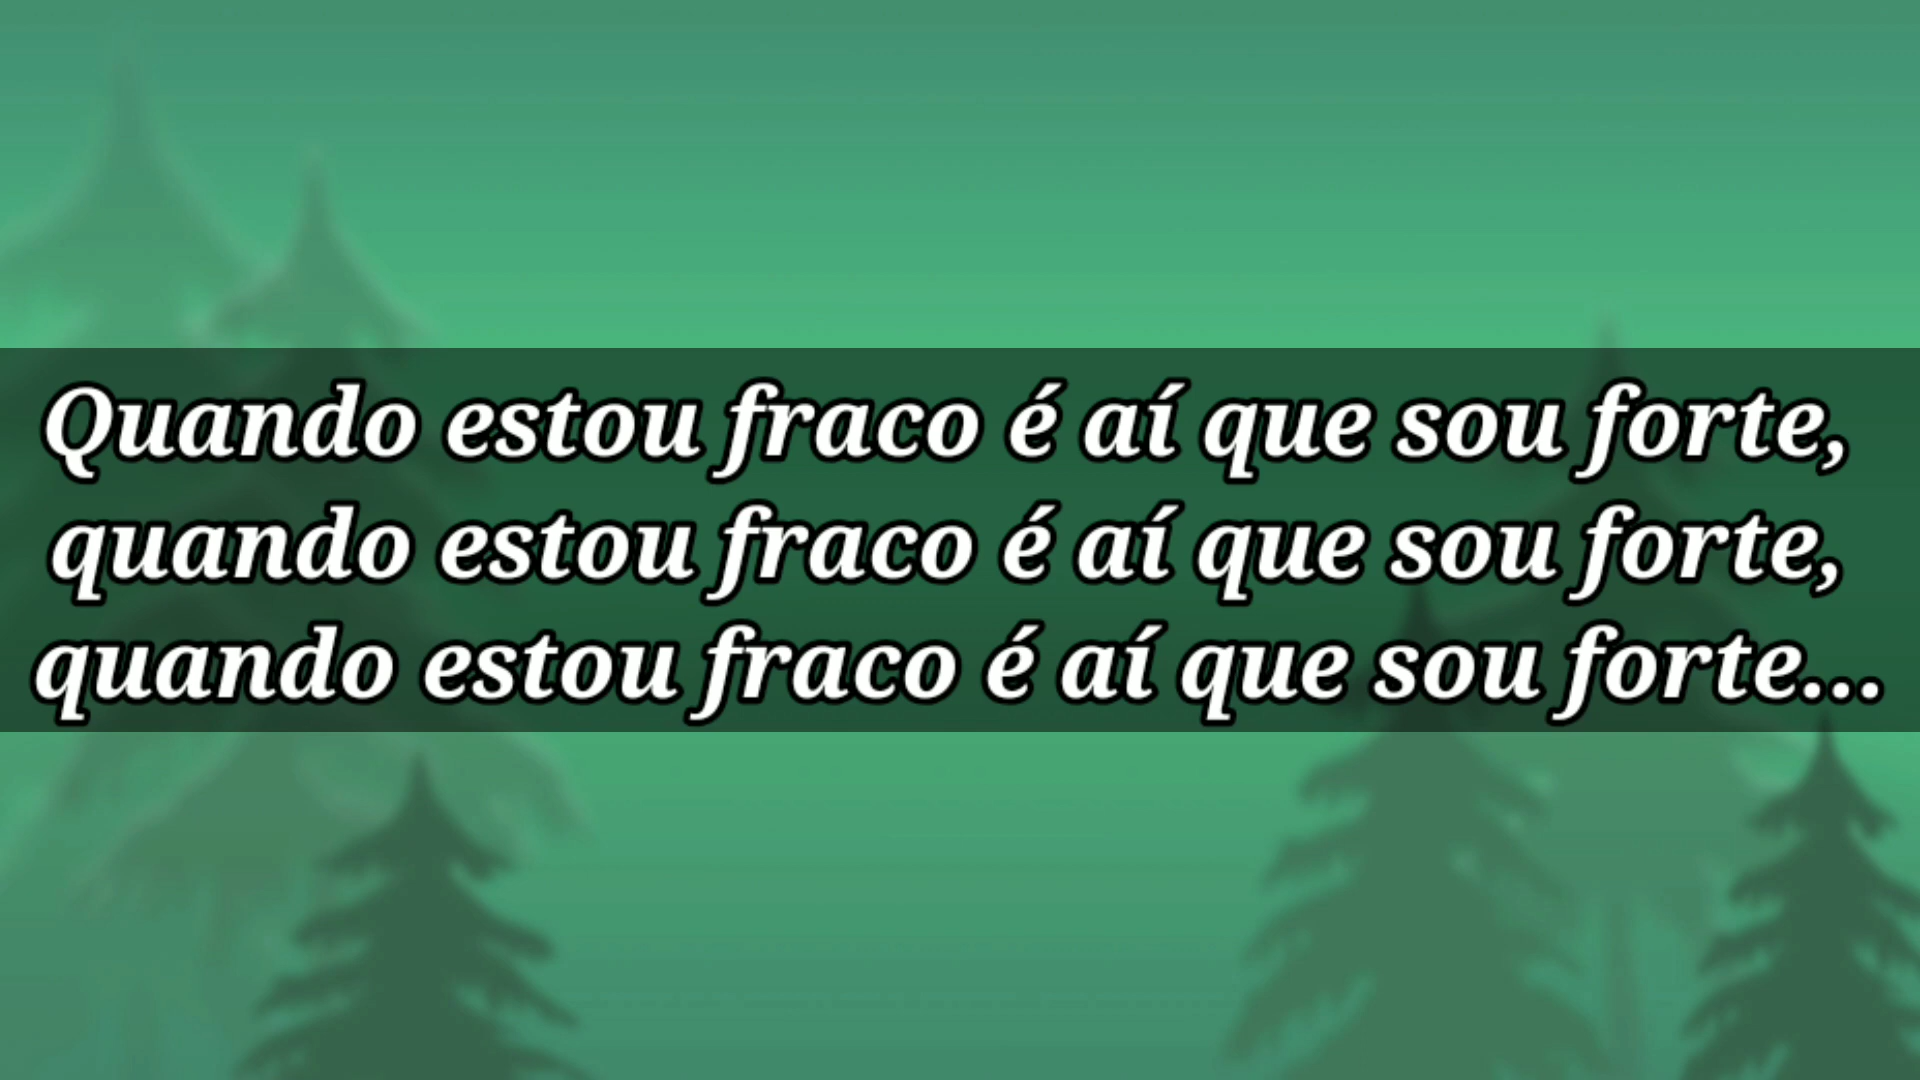 Quando estou fraco é aí que sou forte,
quando estou fraco é aí que sou forte,
quando estou fraco é aí que sou forte...